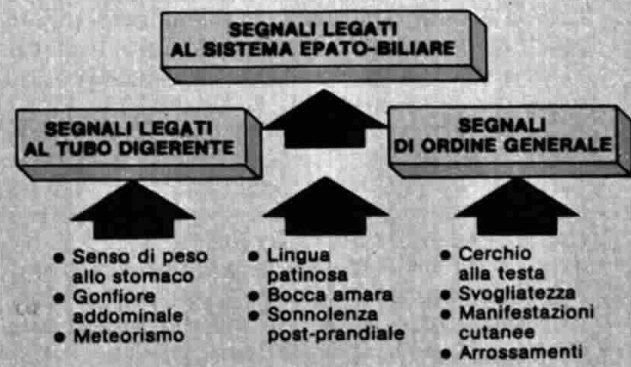 SEGNALI LEGATI
AL SISTEMA EPATO-BILIARE
SEGNALI LEGATI
AL TUBO DIGERENTE
SEGNALI
DI ORDINE GENERALE
• Senso di peso
allo stomaco
• Gonfiore
addominale
• Meteorismo
• Lingua
patinosa
• Bocca amara
• Sonnolenza
post-prandiale
• Cerchio
alla testa
• Svogliatezza
• Manifestazioni
cutanee
• Arrossamenti